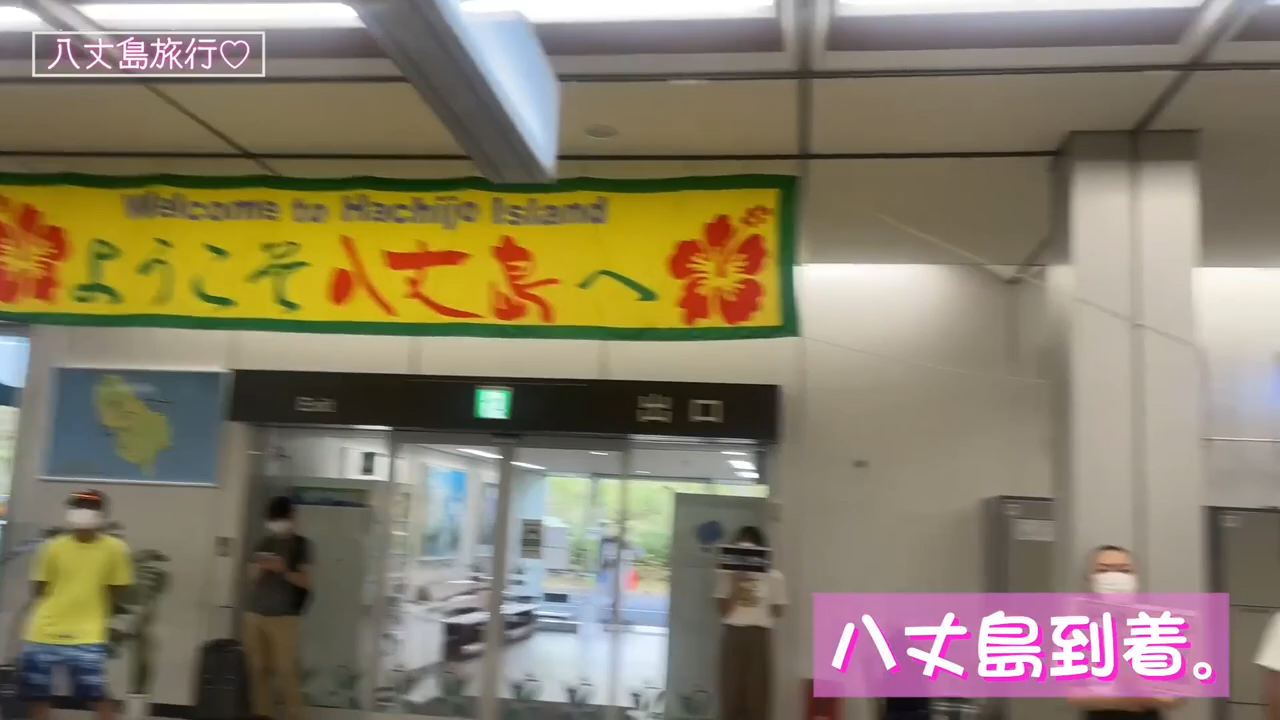 八丈島旅行♡
Welcome to Hachijo Island
ようこそ八丈島へ
Exit
出口
八丈島到着。